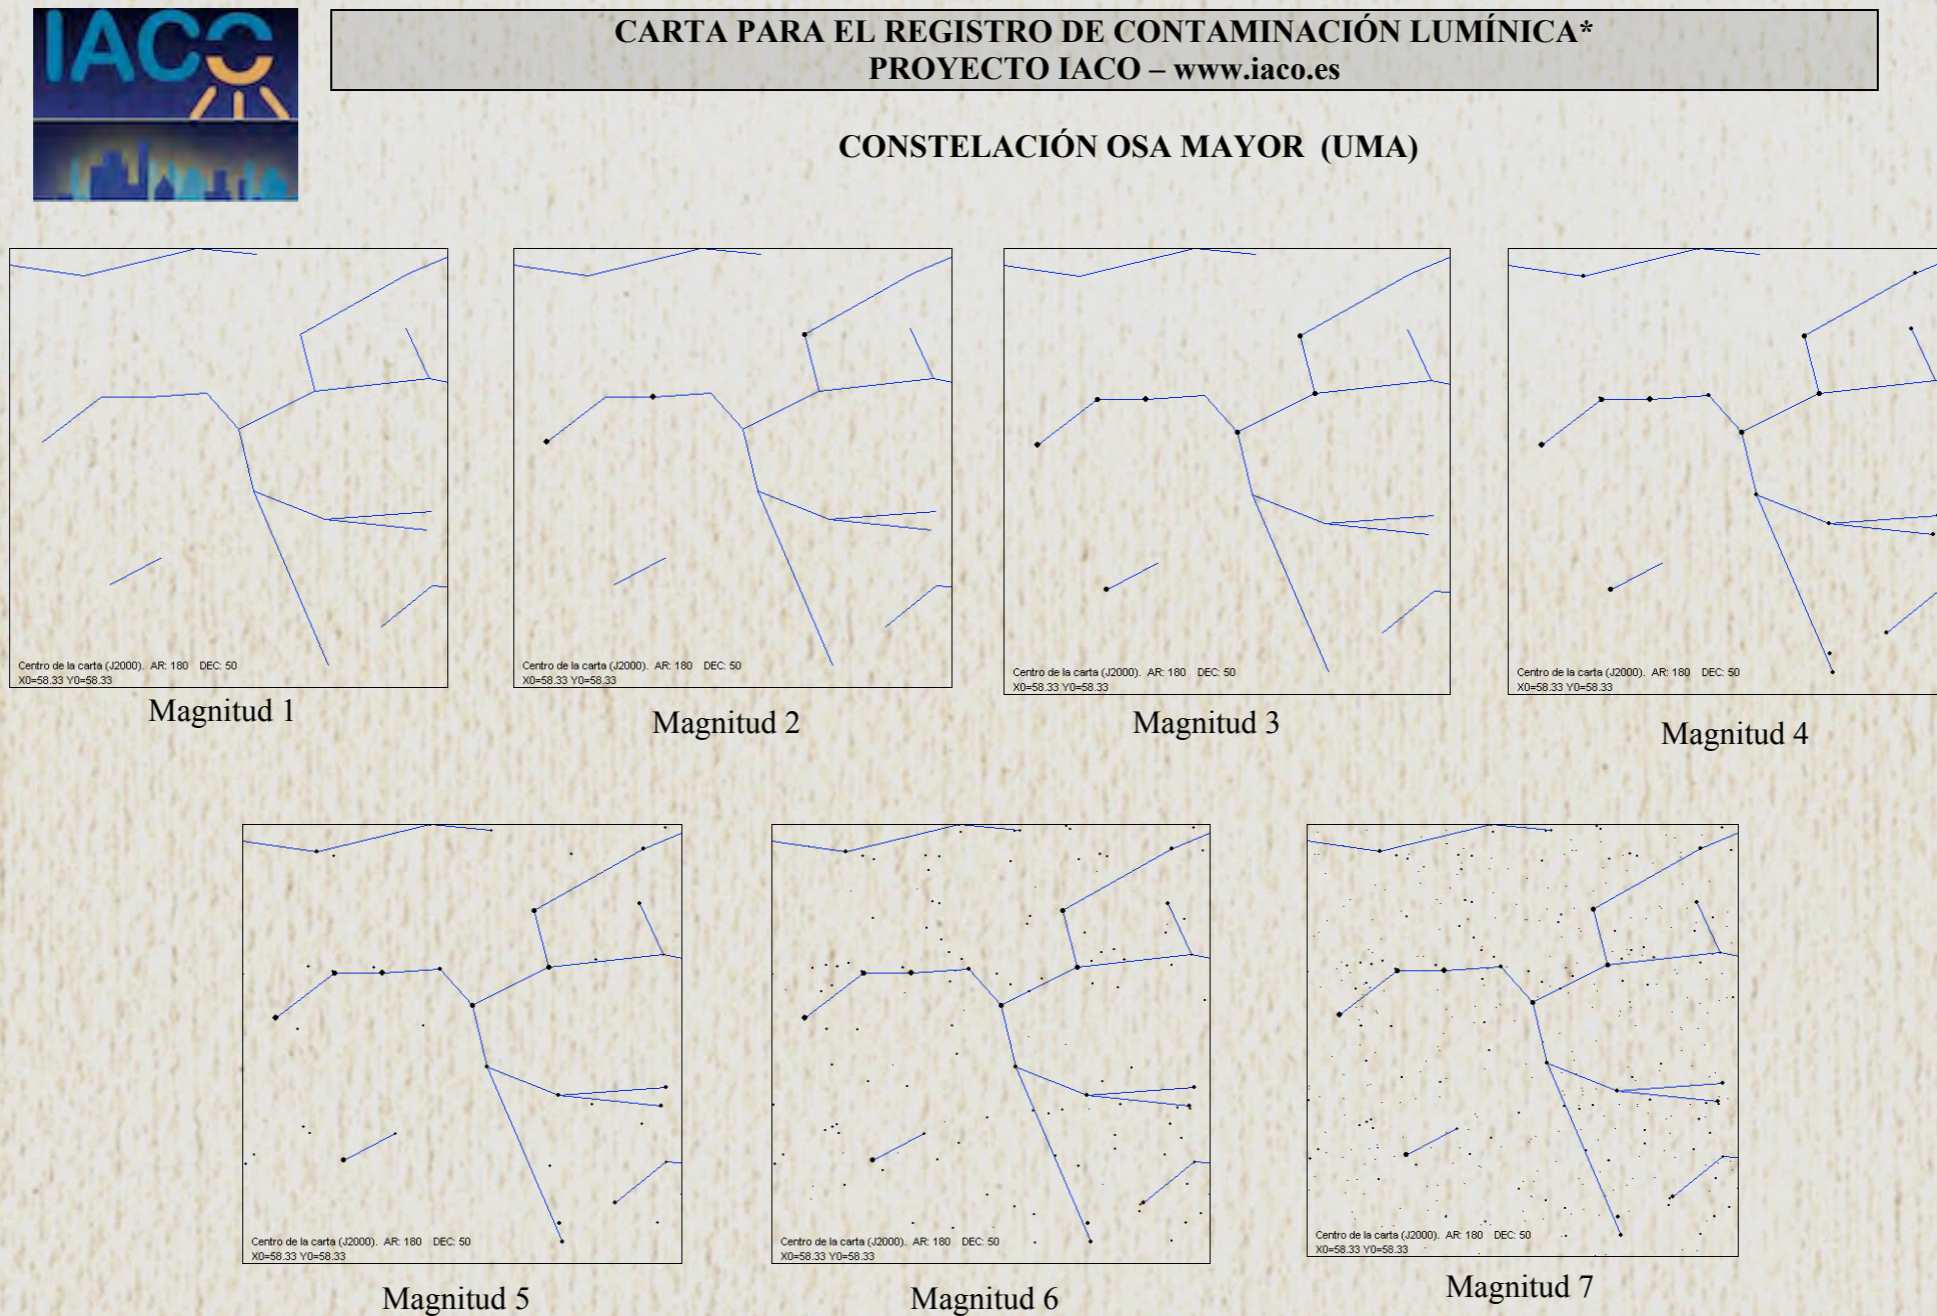 IACO
CARTA PARA EL REGISTRO DE CONTAMINACIÓN LUMÍNICA*
PROYECTO IACO – www.iaco.es
CONSTELACIÓN OSA MAYOR (UMA)
Centro de la carta (J2000). AR: 180 DEC: 50
X0=58.33 Y0=58.33
Magnitud 1
Centro de la carta (J2000). AR: 180 DEC: 50
X0=58.33 Y0=58.33
Magnitud 2
Centro de la carta (J2000). AR: 180 DEC: 50
X0=58.33 Y0=58.33
Magnitud 3
Centro de la carta (J2000). AR: 180 DEC: 50
X0=58.33 Y0=58.33
Magnitud 4
Centro de la carta (J2000). AR: 180 DEC: 50
X0=58.33 Y0=58.33
Magnitud 5
Centro de la carta (J2000). AR: 180 DEC: 50
X0=58.33 Y0=58.33
Magnitud 6
Centro de la carta (J2000). AR: 180 DEC: 50
X0=58.33 Y0=58.33
Magnitud 7